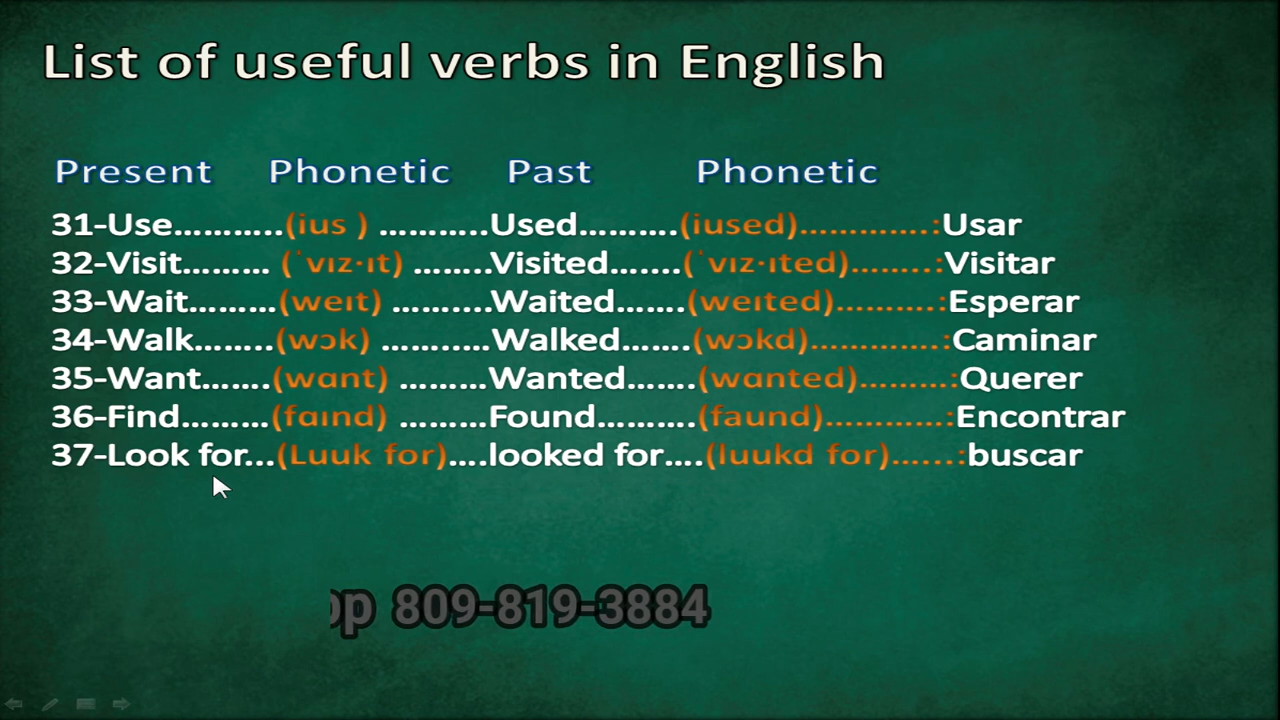 List of useful verbs in English
Present Phonetic Past Phonetic
31-Use………..(ius ) ………..Used……….(iused)………….:Usar
32-Visit……… (ˈvɪz·ɪt) ……..Visited…….(ˈvɪz·ɪted)……..:Visitar
33-Wait………(weɪt) ……….Waited…….(weɪted)……….:Esperar
34-Walk……..(wɔk) ……….Walked…….(wɔkd)………….:Caminar
35-Want…….(wɑnt) ………Wanted…….(wɑnted)………:Querer
36-Find………(fɑɪnd) ………Found……….(faund)…………:Encontrar
37-Look for...(Luuk for)….looked for….(luukd for)…...:buscar
809-819-3884